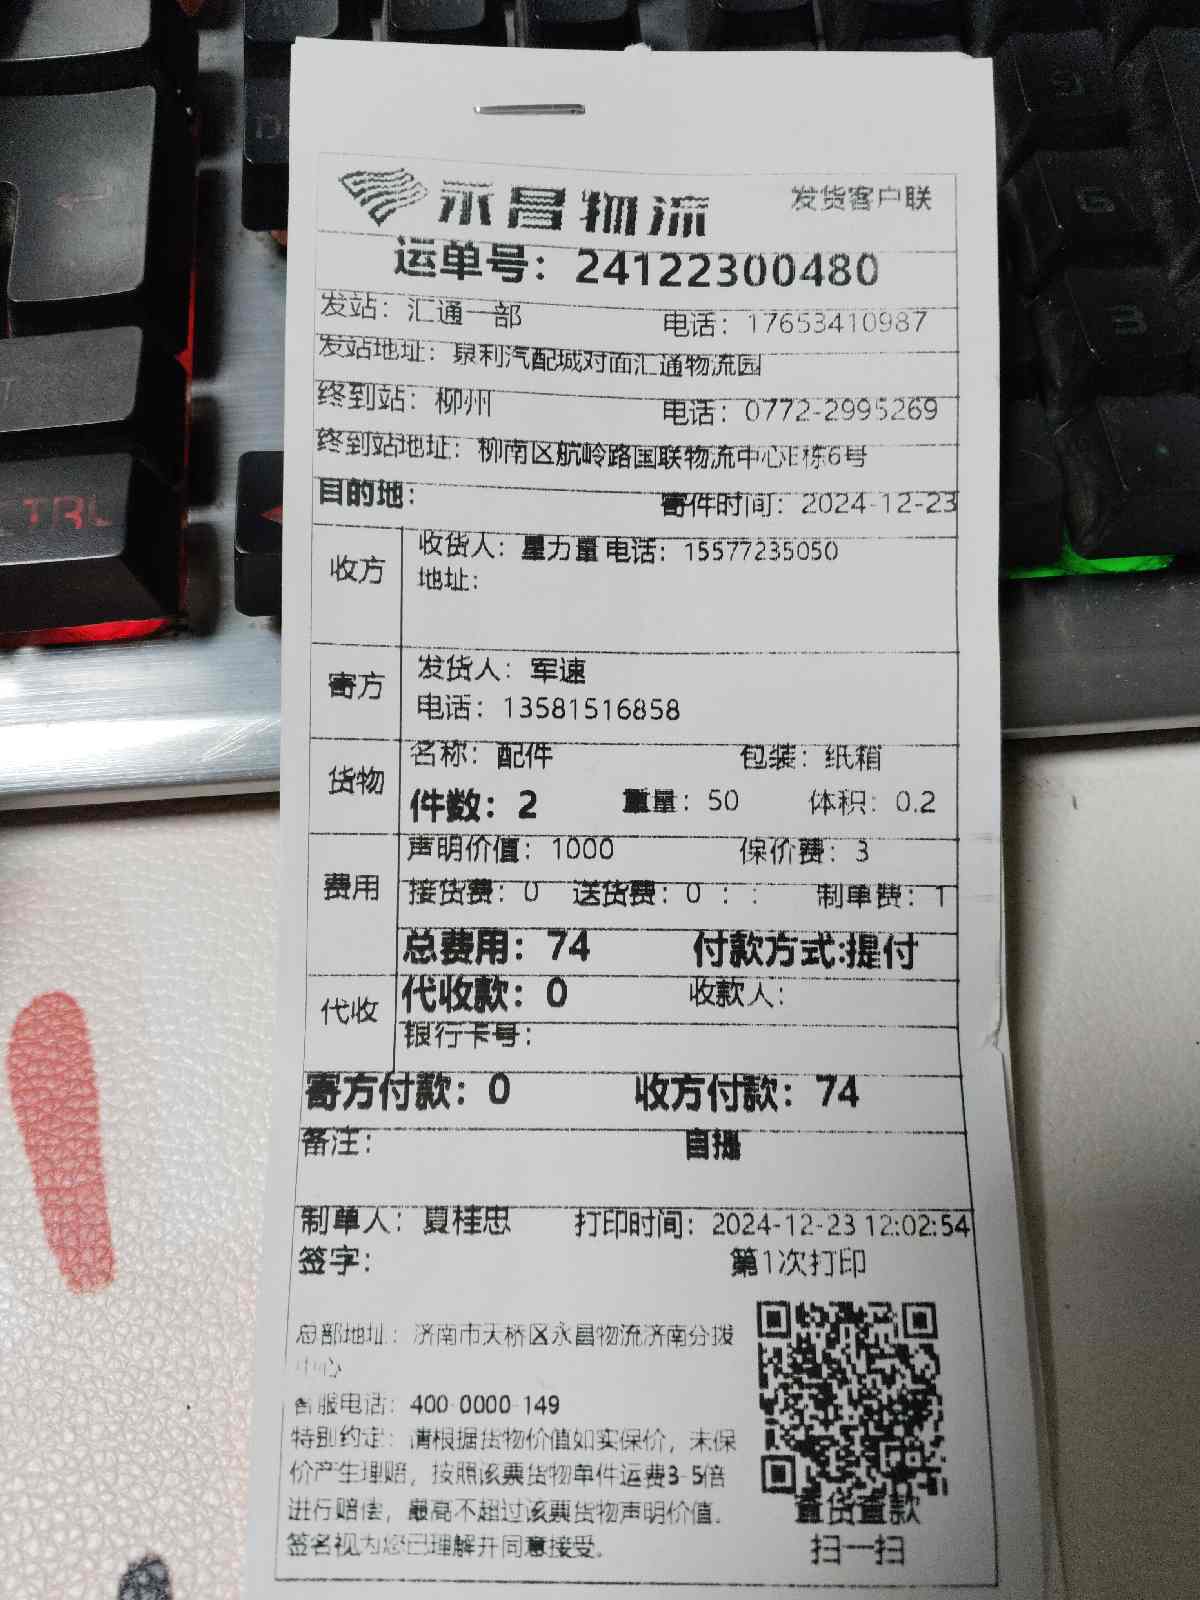 永昌物流 发货客户联
运单号：24122300480
发站：汇通一部 电话：17653410987
发站地址：泉利汽配城对面汇通物流园
终到站：柳州 电话：0772-2995269
终到站地址：柳南区航岭路国联物流中心E栋6号
目的地： 寄件时间：2024-12-23
收方 收货人：量力量 电话：15577235050
地址：
寄方 发货人：军速
电话：13581516858
货物 名称：配件 包装：纸箱
件数：2 重量：50 体积：0.2
费用 声明价值：1000 保价费：3
接货费：0 送货费：0 : : 制单费：1
总费用：74 付款方式:提付
代收 代收款：0 收款人：
银行卡号：
寄方付款：0 收方付款：74
备注： 自提
制单人：夏桂忠 打印时间：2024-12-23 12:02:54
签字： 第1次打印
总部地址：济南市天桥区永昌物流济南分拨
中心
客服电话：400-0000-149
特别约定：请根据货物价值如实保价，未保
价产生理赔，按照该票货物单件运费3-5倍
进行赔偿，最高不超过该票货物声明价值.
签名视为您已理解并同意接受。
查货查款
扫一扫
CTRL
B